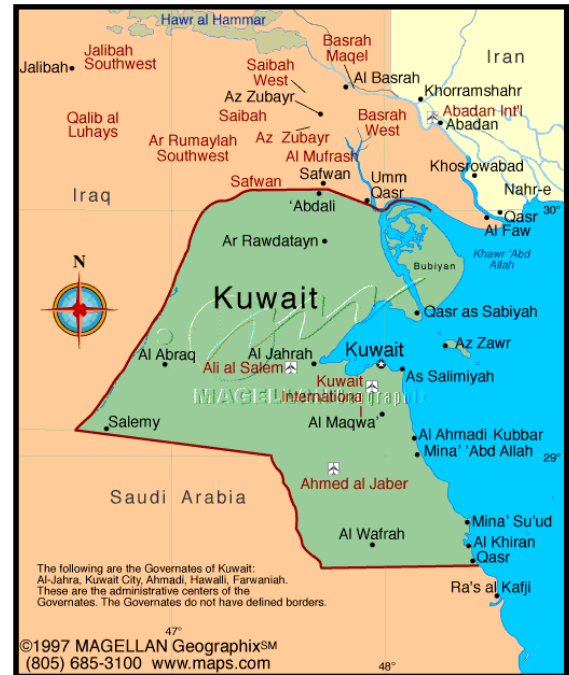 Hawr al Hammar
Jalibah
Southwest
Jalibah
Basrah
Maqel
Iran
Saibah
West
Al Basrah
Az Zubayr
Khorramshahr
Abadan Int'l
Abadan
Qalib al
Luhays
Saibah
Basrah
West
Ar Rumaylah
Southwest
Az Zubayr
Al Mufrash
Safwan
Safwan
Khosrowabad
Umm
Qasr
Nahr-e
Iraq
'Abdali
Qasr
30°
Al Faw
Ar Rawdatayn
Khawr 'Abd
Allah
Bubiyan
N
Kuwait
Qasr as Sabiyah
Az Zawr
Al Abraq
Al Jahrah
Kuwait
Ali al Salem
As Salimiyah
Kuwait
Internationa
l
MAGELLAN Geographix
Al Maqwa'
Salemy
Al Ahmadi Kubbar
Mina' 'Abd Allah
29°
Ahmed al Jaber
Saudi Arabia
Mina' Su'ud
Al Wafrah
Al Khiran
Qasr
Ra's al Kafji
The following are the Governates of Kuwait:
Al-Jahra, Kuwait City, Ahmadi, Hawalli, Farwaniah.
These are the administrative centers of the
Governates. The Governates do not have defined borders.
47°
48°
©1997 MAGELLAN Geographix℠
(805) 685-3100 www.maps.com